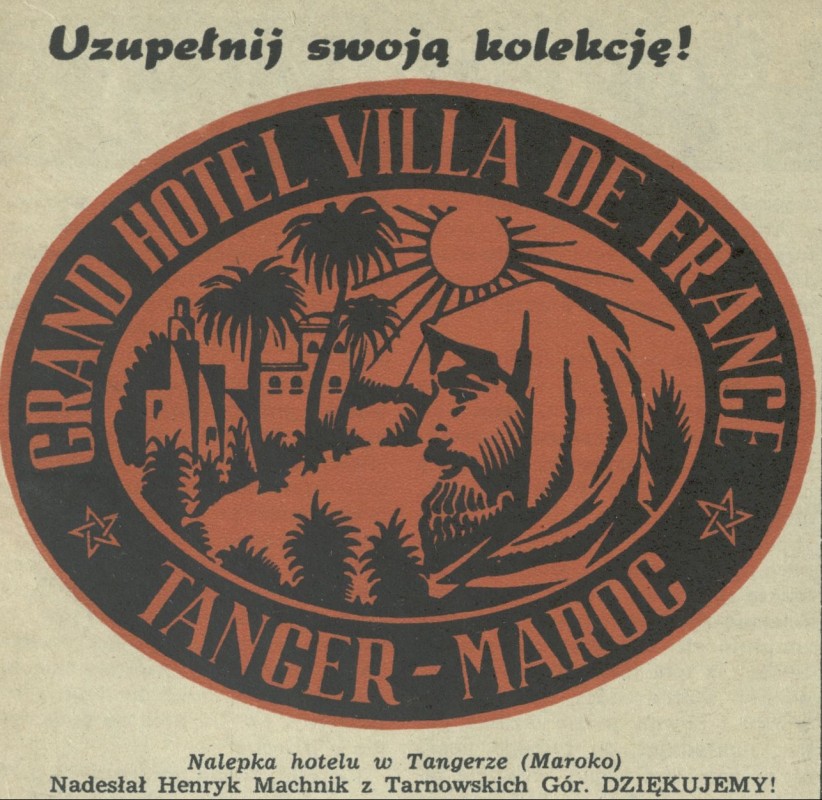 Uzupełnij swoją kolekcję!
GRAND HOTEL VILLA DE FRANCE
TANGER - MAROC
Nalepka hotelu w Tangerze (Maroko)
Nadesłał Henryk Machnik z Tarnowskich Gór. DZIĘKUJEMY!